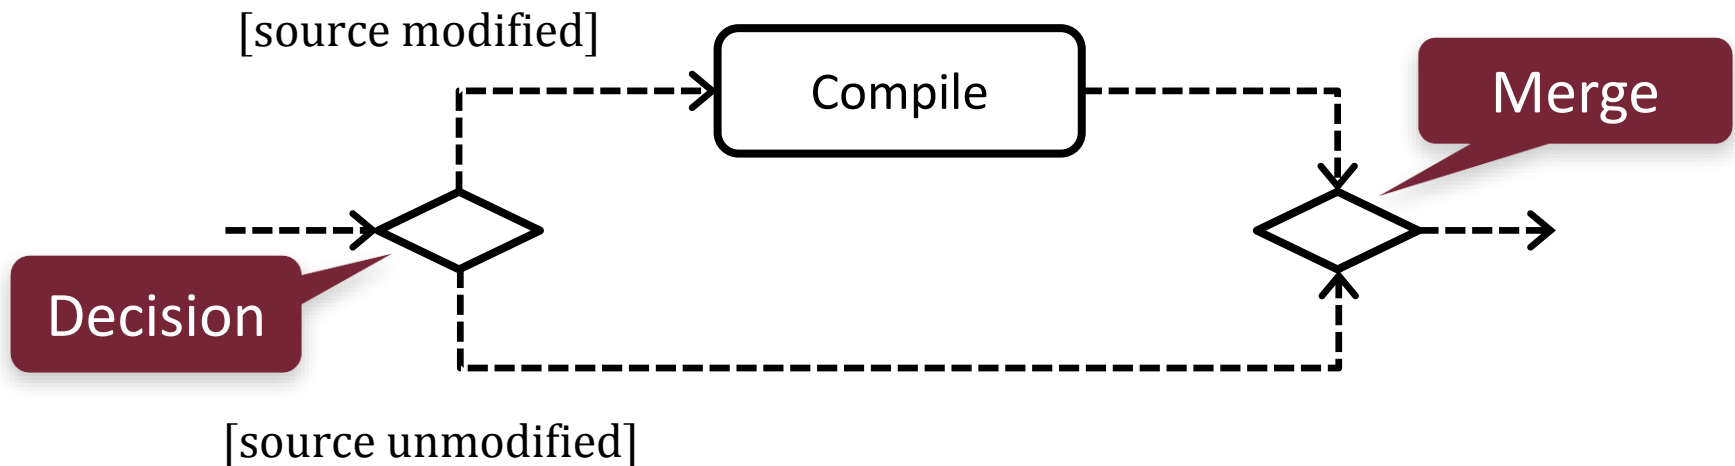 [source modified]
Compile
Merge
Decision
[source unmodified]